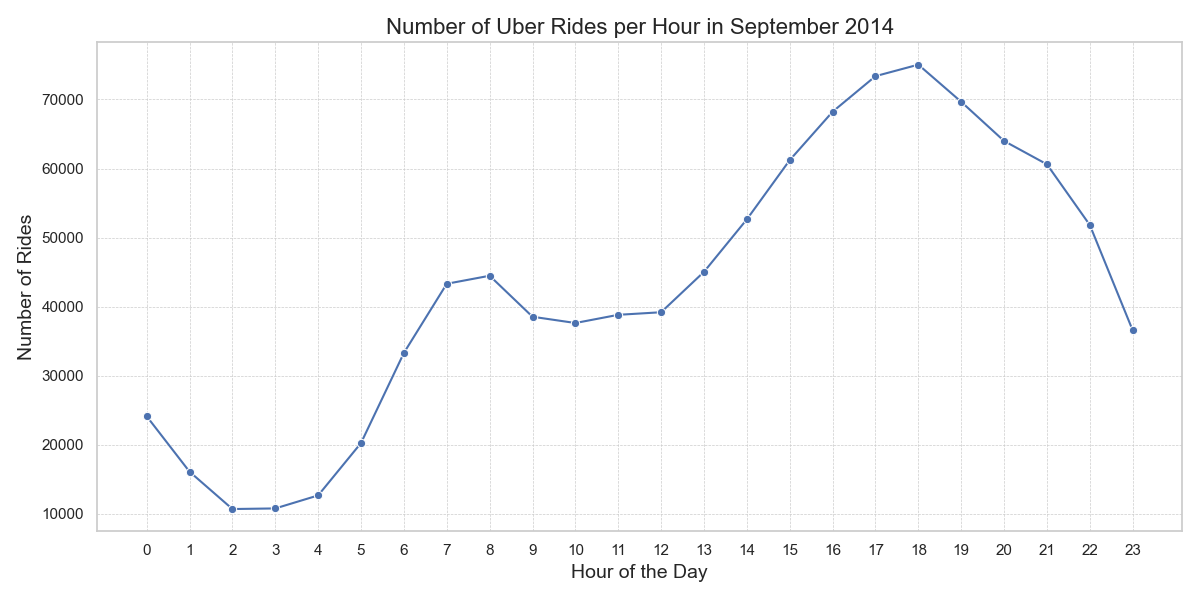 Number of Uber Rides per Hour in September 2014
Number of Rides
70000
60000
50000
40000
30000
20000
10000
0 1 2 3 4 5 6 7 8 9 10 11 12 13 14 15 16 17 18 19 20 21 22 23
Hour of the Day